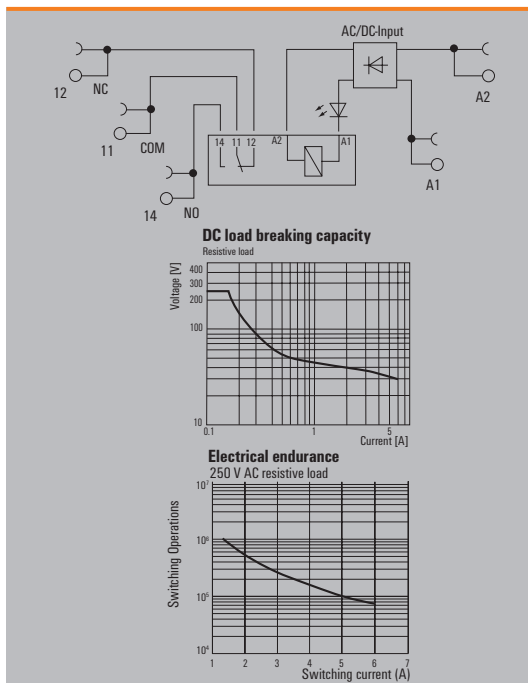 AC/DC-Input
12 NC
A2
11 COM
14 11 12 A2 A1
A1
14 NO
DC load breaking capacity
Resistive load
Voltage [V]
400
300
200
100
10
0.1 1 5
Current [A]
Electrical endurance
250 V AC resistive load
Switching Operations
10⁷
10⁶
10⁵
10⁴
1 2 3 4 5 6 7
Switching current (A)